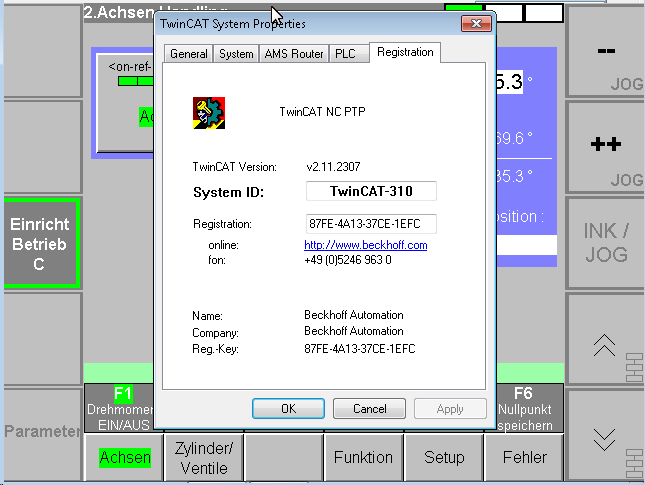 2.Achsen Handling
TwinCAT System Properties
General
System
AMS Router
PLC
Registration
TwinCAT NC PTP
TwinCAT Version:
v2.11.2307
System ID:
TwinCAT-310
Registration:
87FE-4A13-37CE-1EFC
online:
http://www.beckhoff.com
fon:
+49 (0)5246 963 0
Name:
Beckhoff Automation
Company:
Beckhoff Automation
Reg.-Key:
87FE-4A13-37CE-1EFC
OK
Cancel
Apply
<on-ref-
5.3 °
69.6 °
35.3 °
osition :
--
JOG
++
JOG
INK /
JOG
Einricht
Betrieb
C
Parameter
F1
Drehmomen
EIN/AUS
F6
Nullpunkt
speichern
Achsen
Zylinder/
Ventile
Funktion
Setup
Fehler